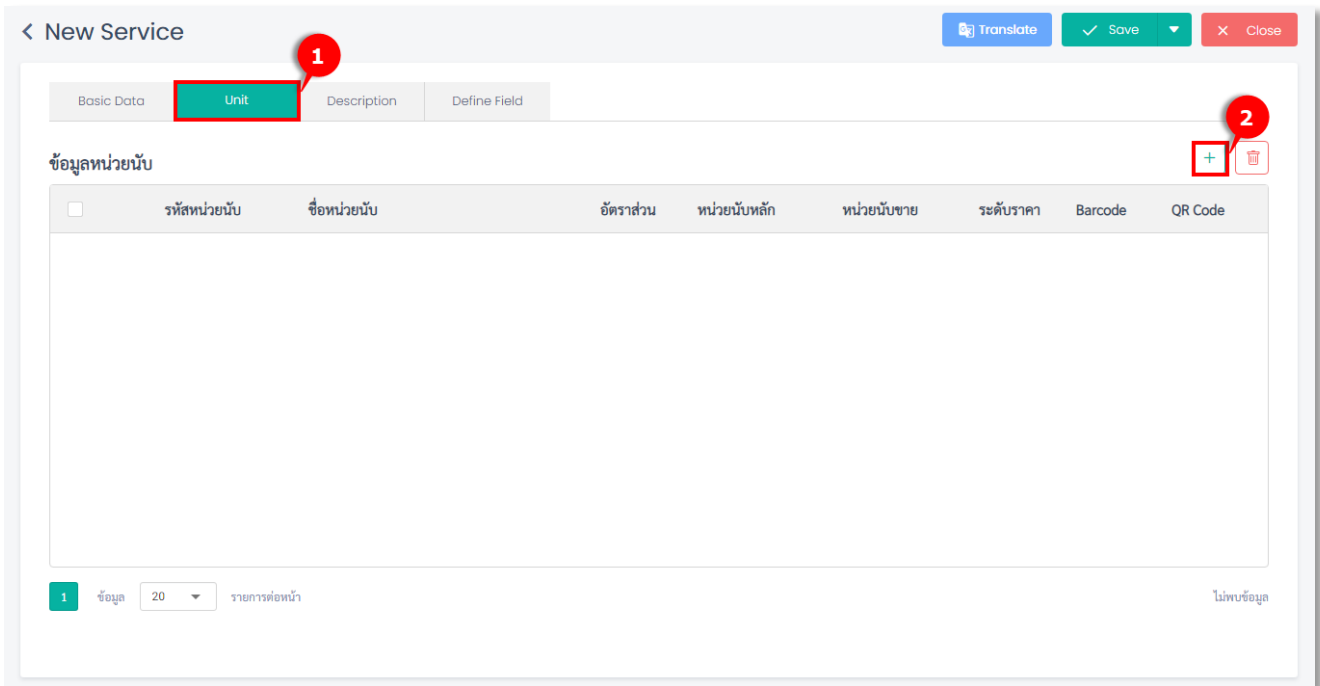 New Service
Translate
Save
Close
1
Basic Data
Unit
Description
Define Field
2
ข้อมูลหน่วยนับ
รหัสหน่วยนับ ชื่อหน่วยนับ อัตราส่วน หน่วยนับหลัก หน่วยนับขาย ระดับราคา Barcode QR Code
1 ข้อมูล 20 รายการต่อหน้า ไม่พบข้อมูล